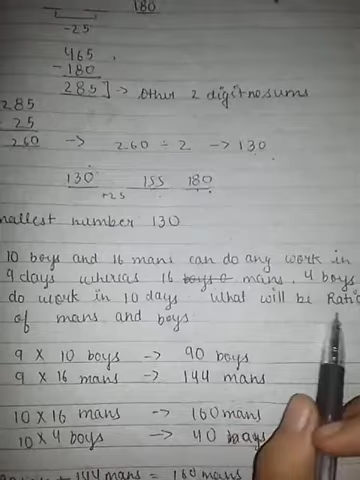 180
-25
465
-180
285 ] -> Other 2 digit nosums
285
25
260 -> 260 ÷ 2 -> 130
130 155 180
+25
smallest number 130
10 boys and 16 mans can do any work in
9 days whereas 16 boys mans, 4 boys
do work in 10 days. What will be Ratio
of mans and boys.
9 x 10 boys -> 90 boys
9 x 16 mans -> 144 mans
10 x 16 mans -> 160 mans
10 x 4 boys -> 40 boys
+ 144 mans = 160 mans